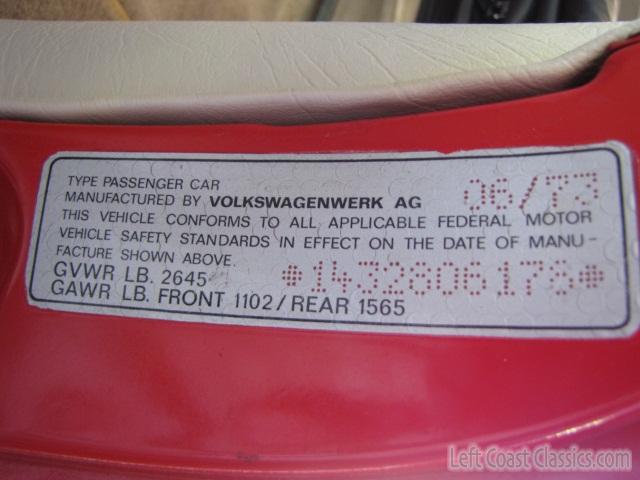 TYPE PASSENGER CAR
MANUFACTURED BY VOLKSWAGENWERK AG 06/73
THIS VEHICLE CONFORMS TO ALL APPLICABLE FEDERAL MOTOR
VEHICLE SAFETY STANDARDS IN EFFECT ON THE DATE OF MANU-
FACTURE SHOWN ABOVE.
GVWR LB. 2645 *1432806178*
GAWR LB. FRONT 1102/REAR 1565
Left Coast Classics.com